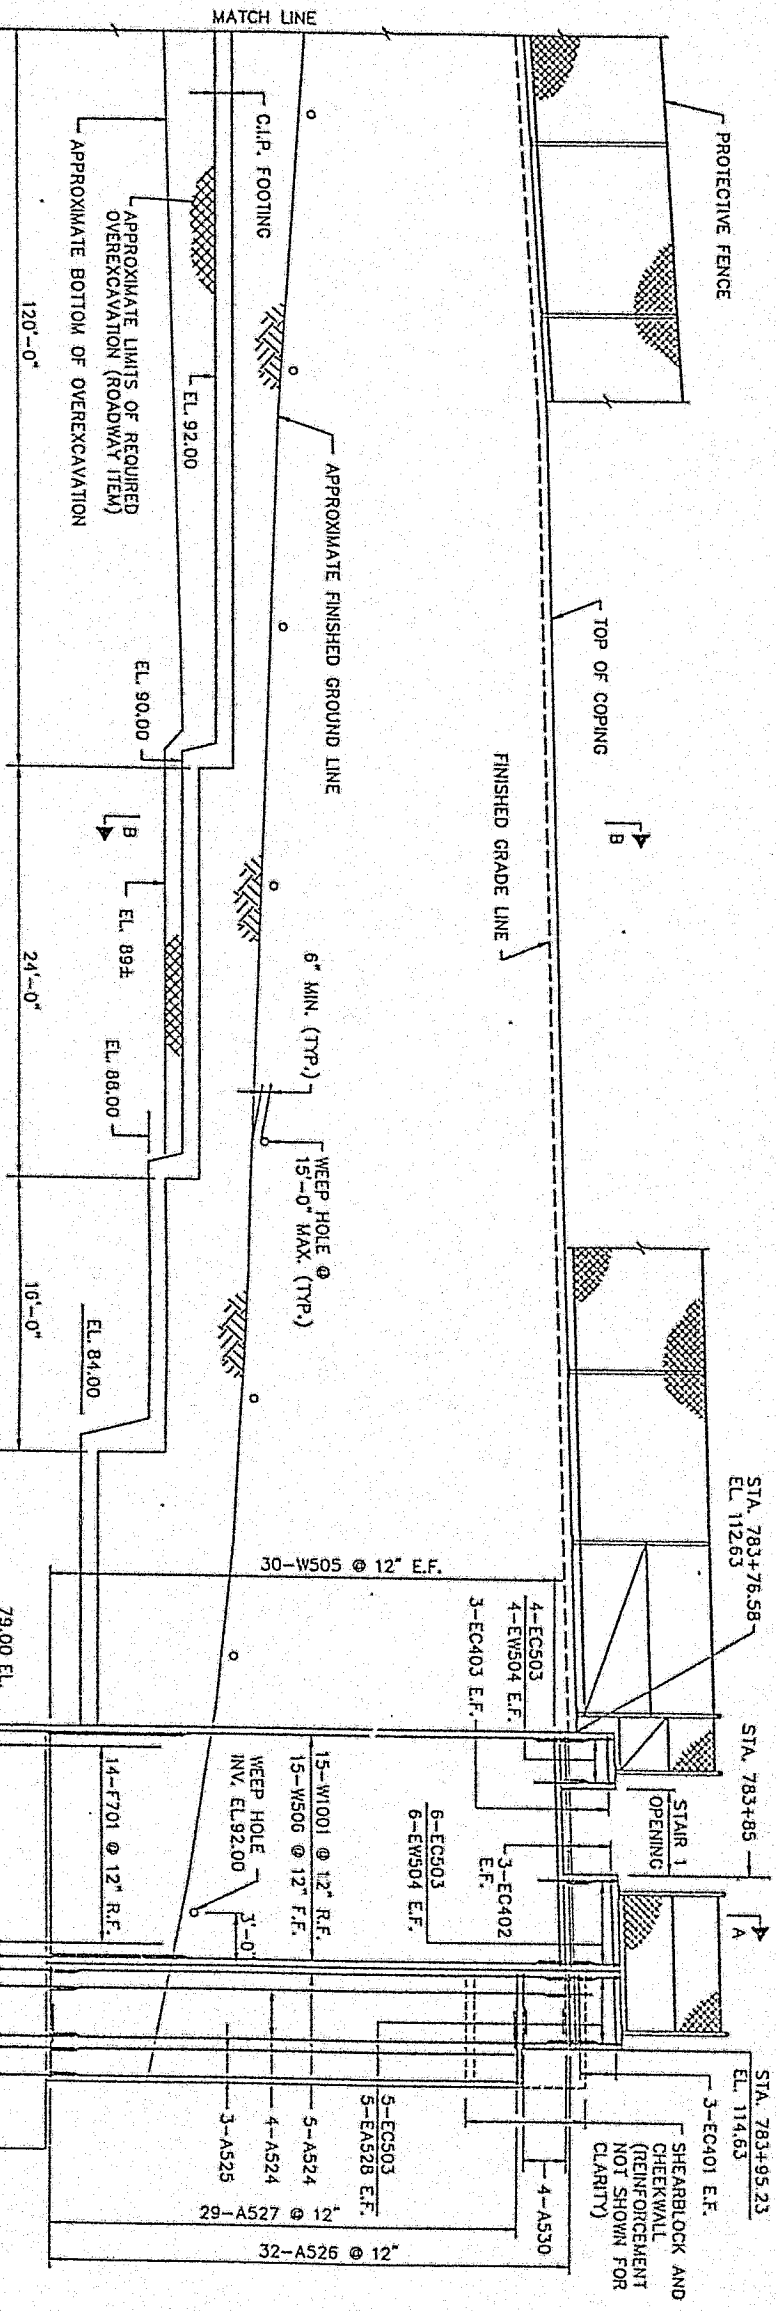 MATCH LINE
PROTECTIVE FENCE
C.I.P. FOOTING
APPROXIMATE LIMITS OF REQUIRED
OVEREXCAVATION (ROADWAY ITEM)
APPROXIMATE BOTTOM OF OVEREXCAVATION
120'-0"
EL. 92.00
APPROXIMATE FINISHED GROUND LINE
TOP OF COPING
FINISHED GRADE LINE
EL. 90.00
B
B
EL. 89±
24'-0"
EL. 88.00
6" MIN. (TYP.)
WEEP HOLE @
15'-0" MAX. (TYP.)
16'-0"
EL. 84.00
STA. 783+76.58
EL. 112.63
30-W505 @ 12" E.F.
79.00 EL.
4-EC503
4-EW504 E.F.
3-EC403 E.F.
STA. 783+85
STAIR 1
OPENING
14-F701 @ 12" R.F.
WEEP HOLE
INV. EL.92.00
15-W1001 @ 12" R.F.
15-W506 @ 12" F.F.
6-EC503
6-EW504 E.F.
3-EC402
E.F.
A
3'-0"
STA. 783+95.23
EL. 114.63
3-EC401 E.F.
SHEARBLOCK AND
CHEEKWALL
(REINFORCEMENT
NOT SHOWN FOR
CLARITY)
5-EC503
5-EA528 E.F.
5-A524
4-A524
3-A525
4-A530
29-A527 @ 12"
32-A526 @ 12"